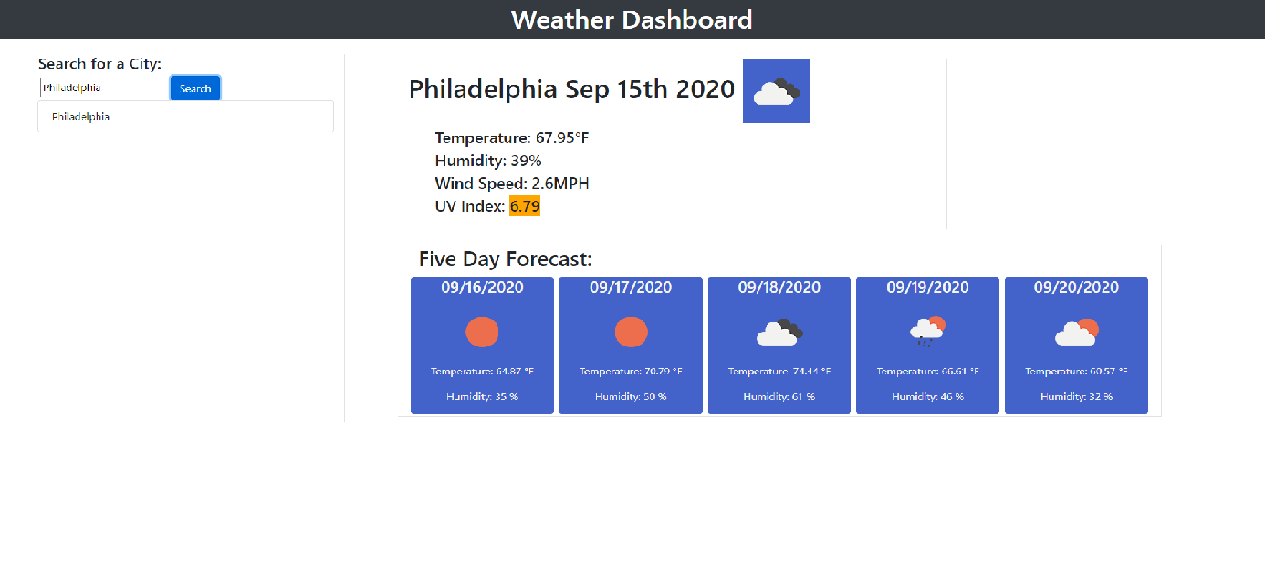 Weather Dashboard
Search for a City:
Philadelphia
Search
Philadelphia
Philadelphia Sep 15th 2020
Temperature: 67.95°F
Humidity: 39%
Wind Speed: 2.6MPH
UV Index: 6.79
Five Day Forecast:
09/16/2020
Temperature: 64.87 °F
Humidity: 35 %
09/17/2020
Temperature: 70.79 °F
Humidity: 50 %
09/18/2020
Temperature: 74.44 °F
Humidity: 61 %
09/19/2020
Temperature: 66.61 °F
Humidity: 46 %
09/20/2020
Temperature: 60.57 °F
Humidity: 32 %